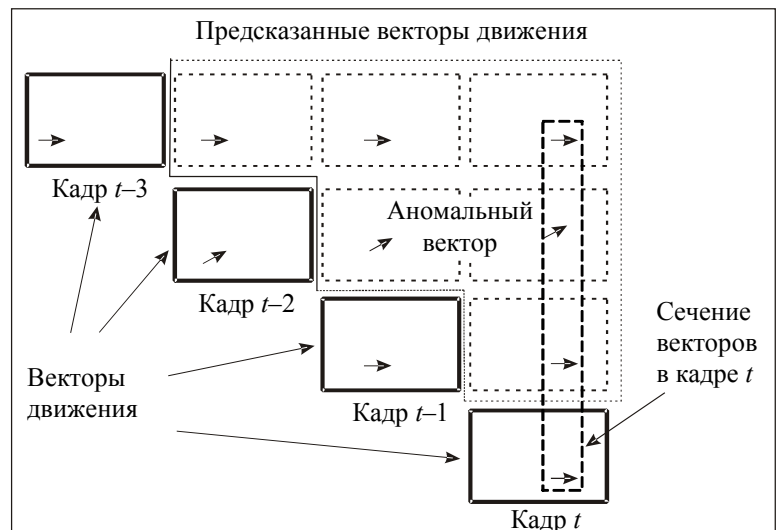 Предсказанные векторы движения
Кадр t–3
Аномальный
вектор
Кадр t–2
Сечение
векторов
в кадре t
Векторы
движения
Кадр t–1
Кадр t